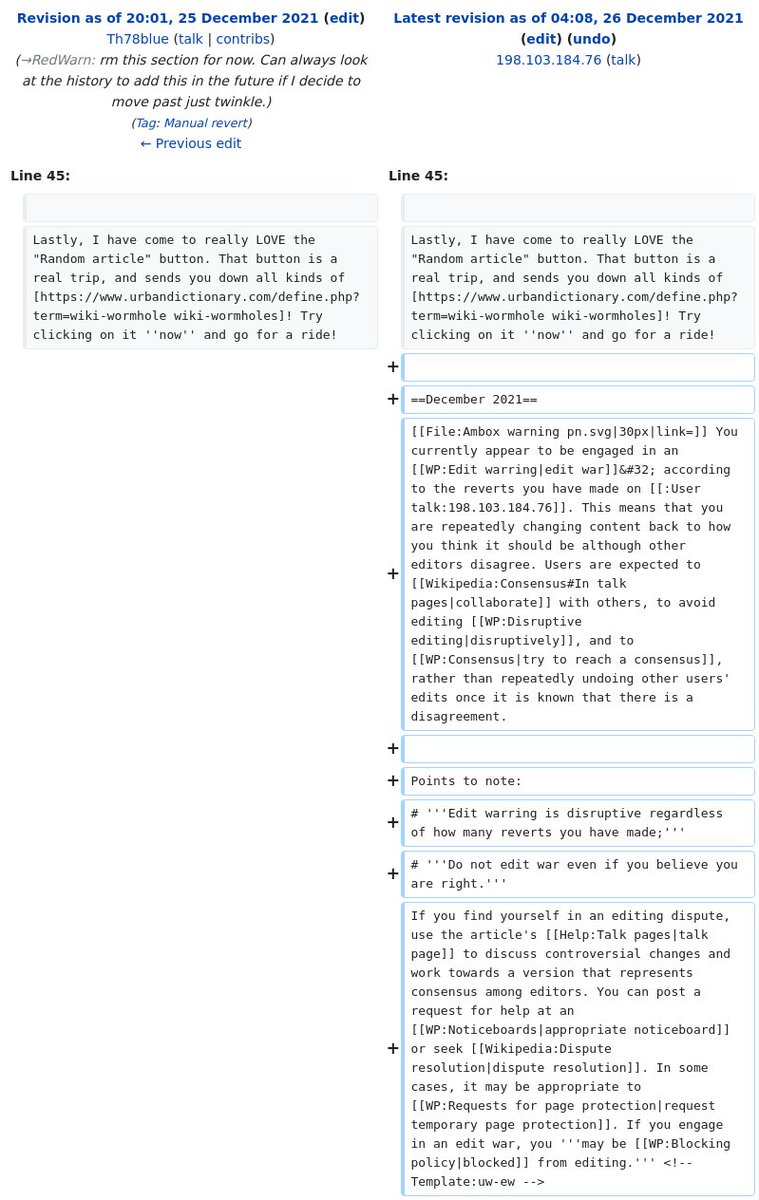 Revision as of 20:01, 25 December 2021 (edit)
Th78blue (talk | contribs)
(→RedWarn: rm this section for now. Can always look
at the history to add this in the future if I decide to
move past just twinkle.)
(Tag: Manual revert)
← Previous edit
Latest revision as of 04:08, 26 December 2021
(edit) (undo)
198.103.184.76 (talk)
Line 45:
Line 45:
Lastly, I have come to really LOVE the
"Random article" button. That button is a
real trip, and sends you down all kinds of
[https://www.urbandictionary.com/define.php?
term=wiki-wormhole wiki-wormholes]! Try
clicking on it ''now'' and go for a ride!
Lastly, I have come to really LOVE the
"Random article" button. That button is a
real trip, and sends you down all kinds of
[https://www.urbandictionary.com/define.php?
term=wiki-wormhole wiki-wormholes]! Try
clicking on it ''now'' and go for a ride!
+
+ ==December 2021==
[[File:Ambox warning pn.svg|30px|link=]] You
currently appear to be engaged in an
[[WP:Edit warring|edit war]]&#32; according
to the reverts you have made on [[:User
talk:198.103.184.76]]. This means that you
are repeatedly changing content back to how
you think it should be although other
+ editors disagree. Users are expected to
[[Wikipedia:Consensus#In talk
pages|collaborate]] with others, to avoid
editing [[WP:Disruptive
editing|disruptively]], and to
[[WP:Consensus|try to reach a consensus]],
rather than repeatedly undoing other users'
edits once it is known that there is a
disagreement.
+
+ Points to note:
+ # '''Edit warring is disruptive regardless
of how many reverts you have made;'''
+ # '''Do not edit war even if you believe you
are right.'''
If you find yourself in an editing dispute,
use the article's [[Help:Talk pages|talk
page]] to discuss controversial changes and
work towards a version that represents
consensus among editors. You can post a
request for help at an
[[WP:Noticeboards|appropriate noticeboard]]
+ or seek [[Wikipedia:Dispute
resolution|dispute resolution]]. In some
cases, it may be appropriate to
[[WP:Requests for page protection|request
temporary page protection]]. If you engage
in an edit war, you '''may be [[WP:Blocking
policy|blocked]] from editing.''' <!--
Template:uw-ew -->